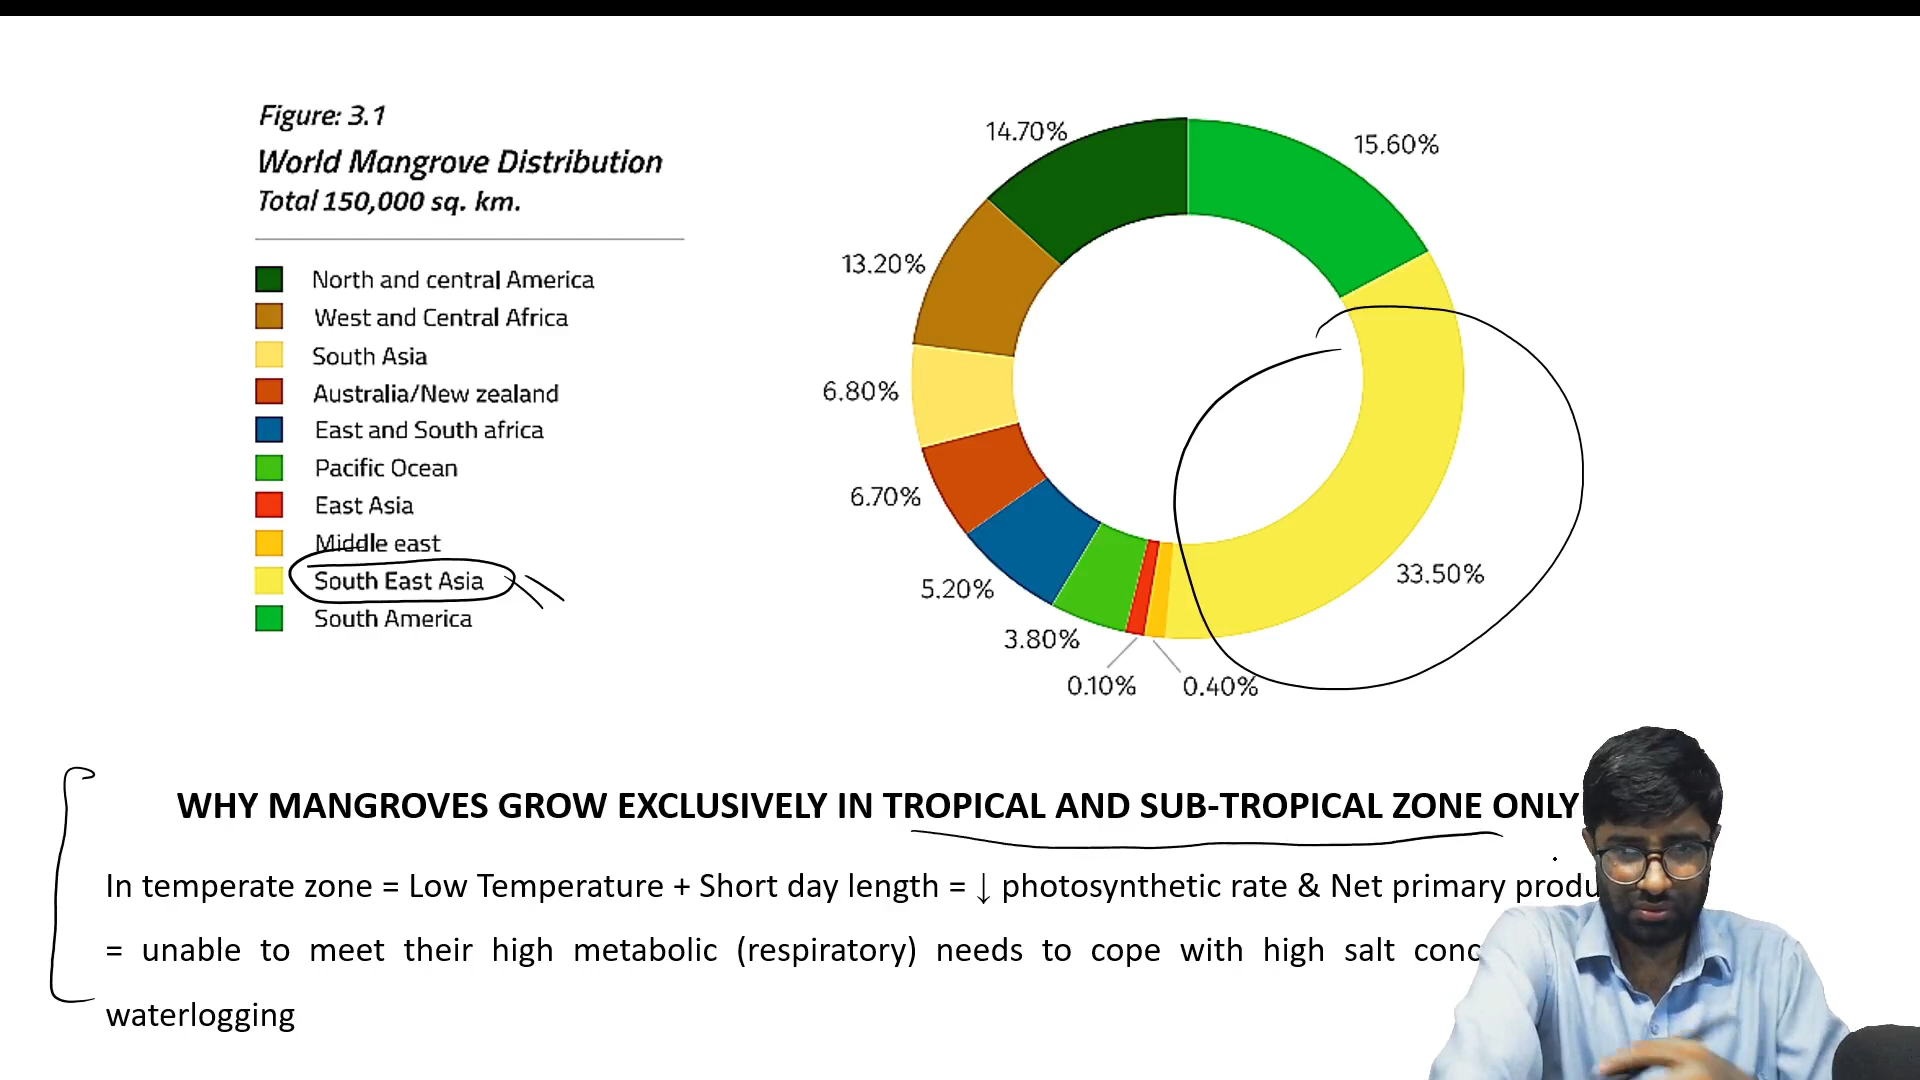 Figure: 3.1
World Mangrove Distribution
Total 150,000 sq. km.
North and central America
West and Central Africa
South Asia
Australia/New zealand
East and South africa
Pacific Ocean
East Asia
Middle east
South East Asia
South America
14.70%
15.60%
13.20%
6.80%
6.70%
5.20%
3.80%
0.10%
0.40%
33.50%
WHY MANGROVES GROW EXCLUSIVELY IN TROPICAL AND SUB-TROPICAL ZONE ONLY
In temperate zone = Low Temperature + Short day length = ↓ photosynthetic rate & Net primary
= unable to meet their high metabolic (respiratory) needs to cope with high salt
waterlogging